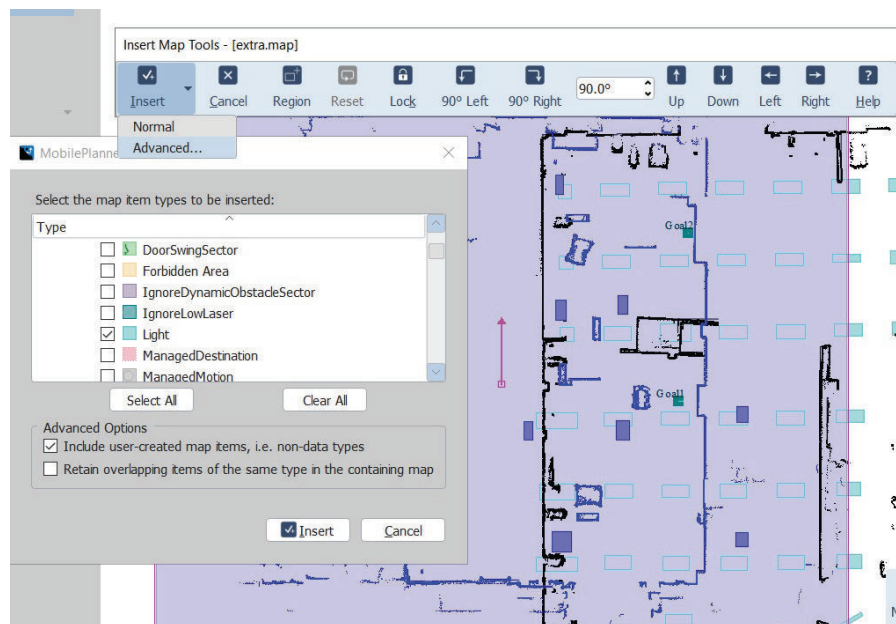 Insert Map Tools - [extra.map]
Insert Cancel Region Reset Lock 90º Left 90º Right 90.0º Up Down Left Right Help
Normal
Advanced...
MobilePlanne
Select the map item types to be inserted:
Type
DoorSwingSector
Forbidden Area
IgnoreDynamicObstacleSector
IgnoreLowLaser
Light
ManagedDestination
ManagedMotion
Select All Clear All
Advanced Options
Include user-created map items, i.e. non-data types
Retain overlapping items of the same type in the containing map
Insert Cancel
Goal2
Goal1